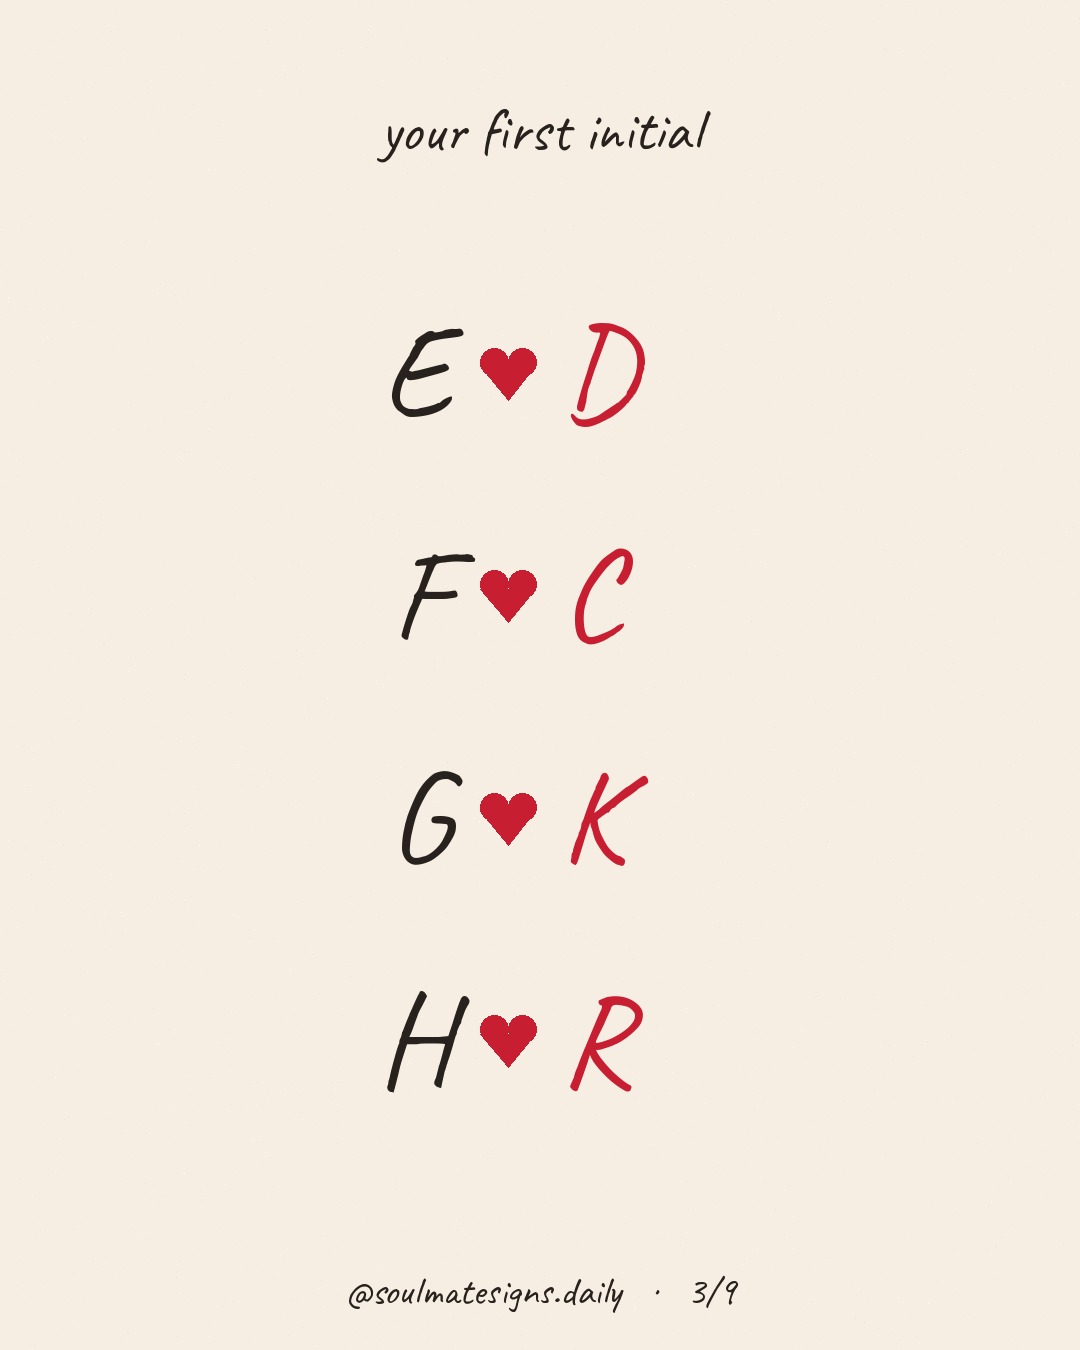 your first initial
E ♥ D
F ♥ C
G ♥ K
H ♥ R
@soulmatesigns.daily · 3/9